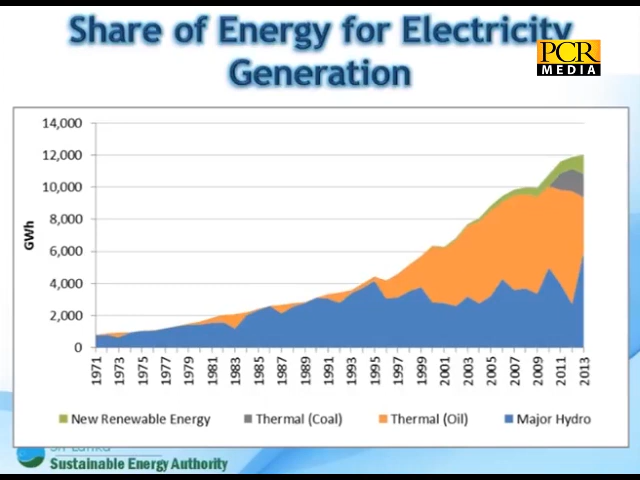 Share of Energy for Electricity
Generation
PCR
MEDIA
14,000
12,000
10,000
8,000
6,000
4,000
2,000
0
GWh
1971
1973
1975
1977
1979
1981
1983
1985
1987
1989
1991
1993
1995
1997
1999
2001
2003
2005
2007
2009
2011
2013
New Renewable Energy
Thermal (Coal)
Thermal (Oil)
Major Hydro
Sri Lanka
Sustainable Energy Authority